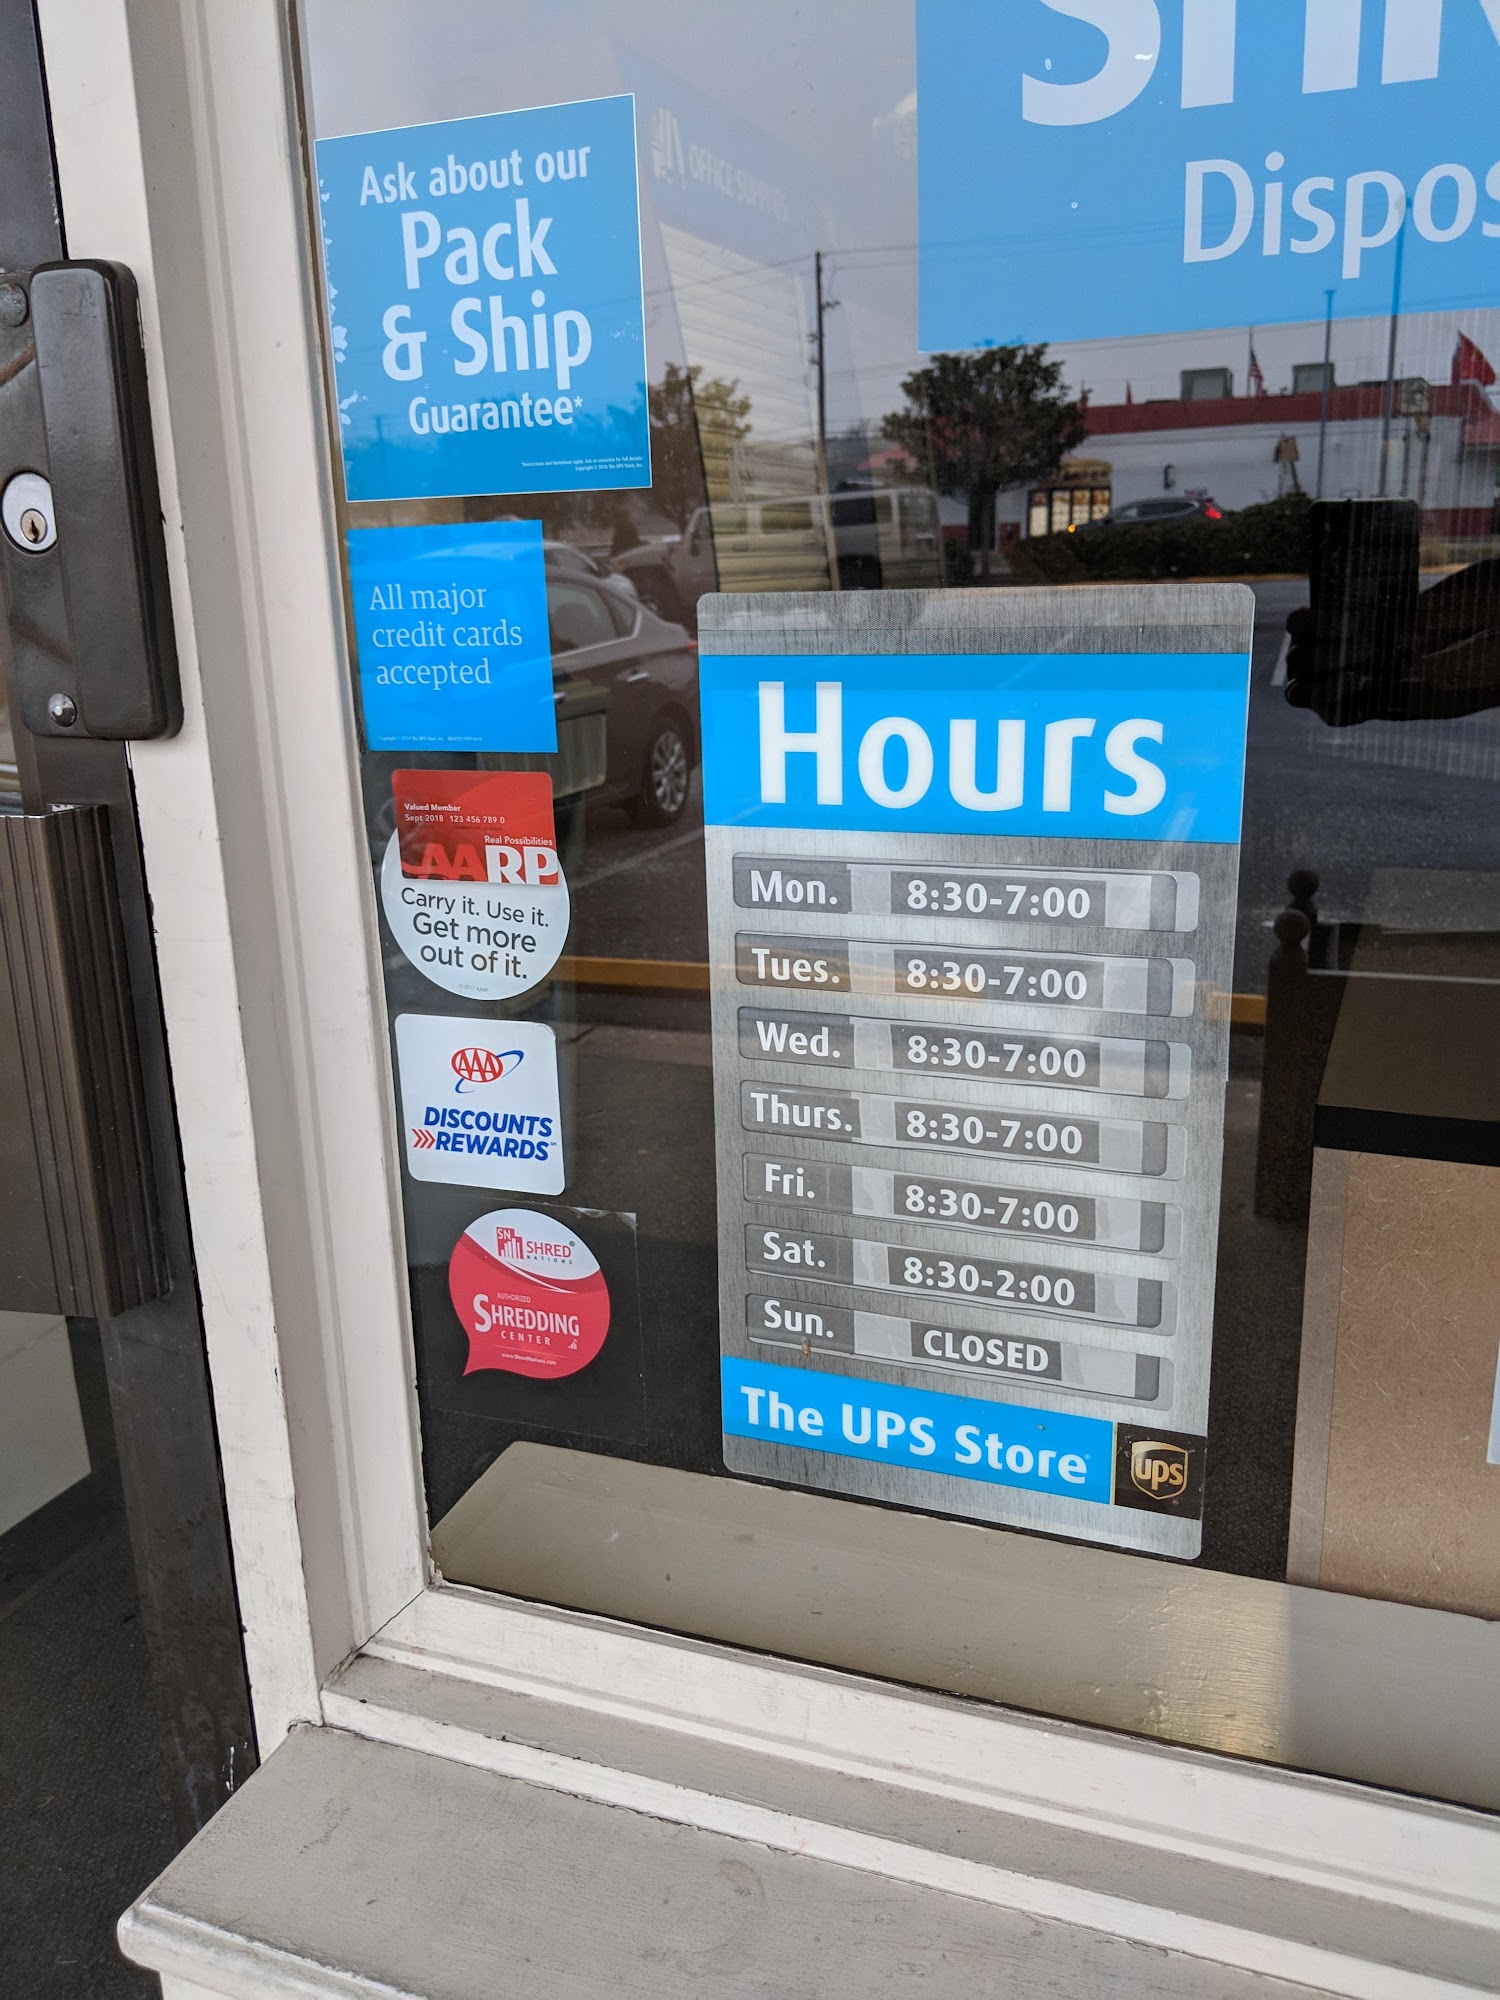 Ask about our
Pack
& Ship
Guarantee*
Dispos
All major
credit cards
accepted
Valued Member
Sept 2018 123 456 789 0
Real Possibilities
AARP
Carry it. Use it.
Get more
out of it.
AAA
DISCOUNTS
REWARDS
SN SHRED
NATIONS
AUTHORIZED
SHREDDING
CENTER
www.ShredNations.com
Hours
Mon. 8:30-7:00
Tues. 8:30-7:00
Wed. 8:30-7:00
Thurs. 8:30-7:00
Fri. 8:30-7:00
Sat. 8:30-2:00
Sun. CLOSED
The UPS Store
ups